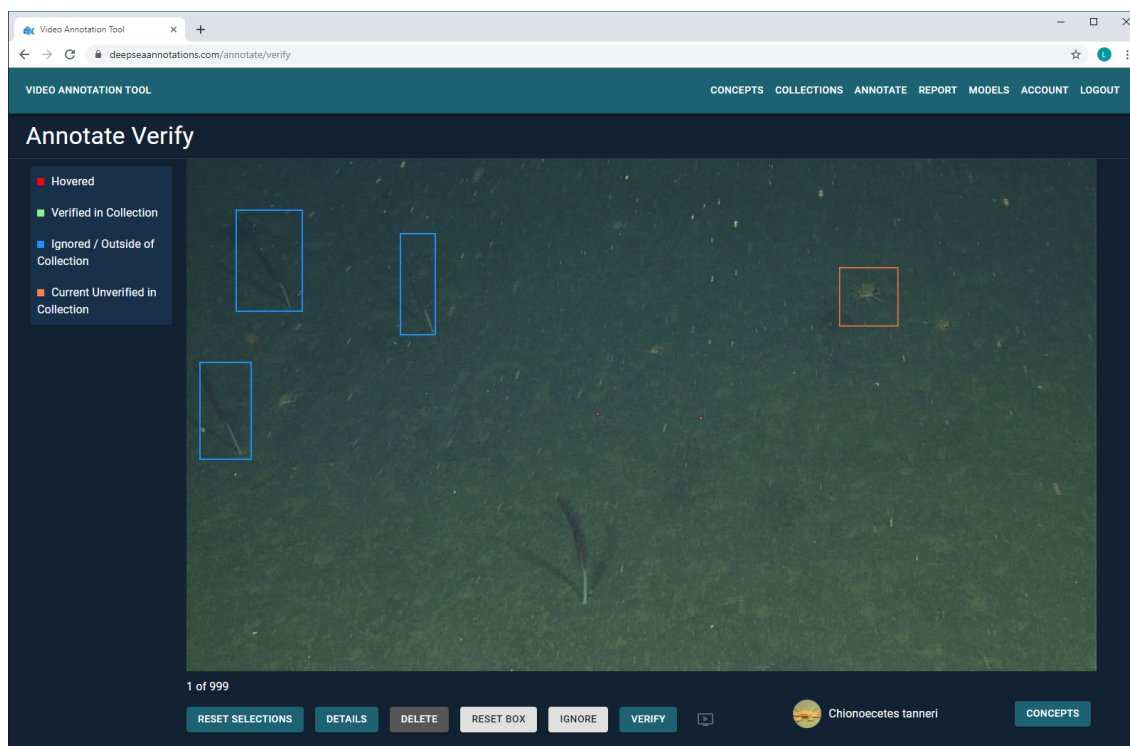 Video Annotation Tool
deepseaannotations.com/annotate/verify
L
VIDEO ANNOTATION TOOL
CONCEPTS COLLECTIONS ANNOTATE REPORT MODELS ACCOUNT LOGOUT
Annotate Verify
Hovered
Verified in Collection
Ignored / Outside of
Collection
Current Unverified in
Collection
1 of 999
RESET SELECTIONS DETAILS DELETE RESET BOX IGNORE VERIFY Chionoecetes tanneri CONCEPTS